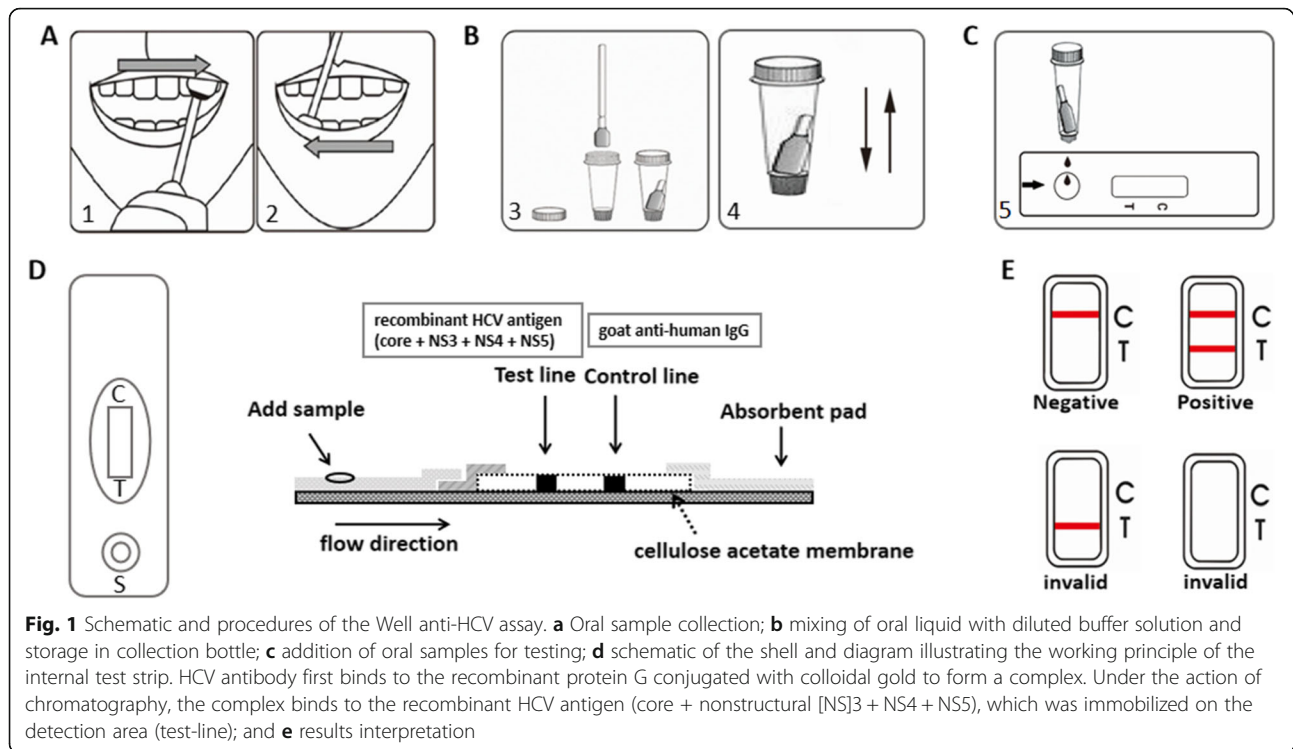 A
1
2
B
3
4
C
5
T
C
D
C
T
S
recombinant HCV antigen
(core + NS3 + NS4 + NS5)
goat anti-human IgG
Test line
Control line
Add sample
Absorbent pad
flow direction
cellulose acetate membrane
E
C
T
Negative
C
T
Positive
C
T
invalid
C
T
invalid
Fig. 1 Schematic and procedures of the Well anti-HCV assay. a Oral sample collection; b mixing of oral liquid with diluted buffer solution and
storage in collection bottle; c addition of oral samples for testing; d schematic of the shell and diagram illustrating the working principle of the
internal test strip. HCV antibody first binds to the recombinant protein G conjugated with colloidal gold to form a complex. Under the action of
chromatography, the complex binds to the recombinant HCV antigen (core + nonstructural [NS]3 + NS4 + NS5), which was immobilized on the
detection area (test-line); and e results interpretation